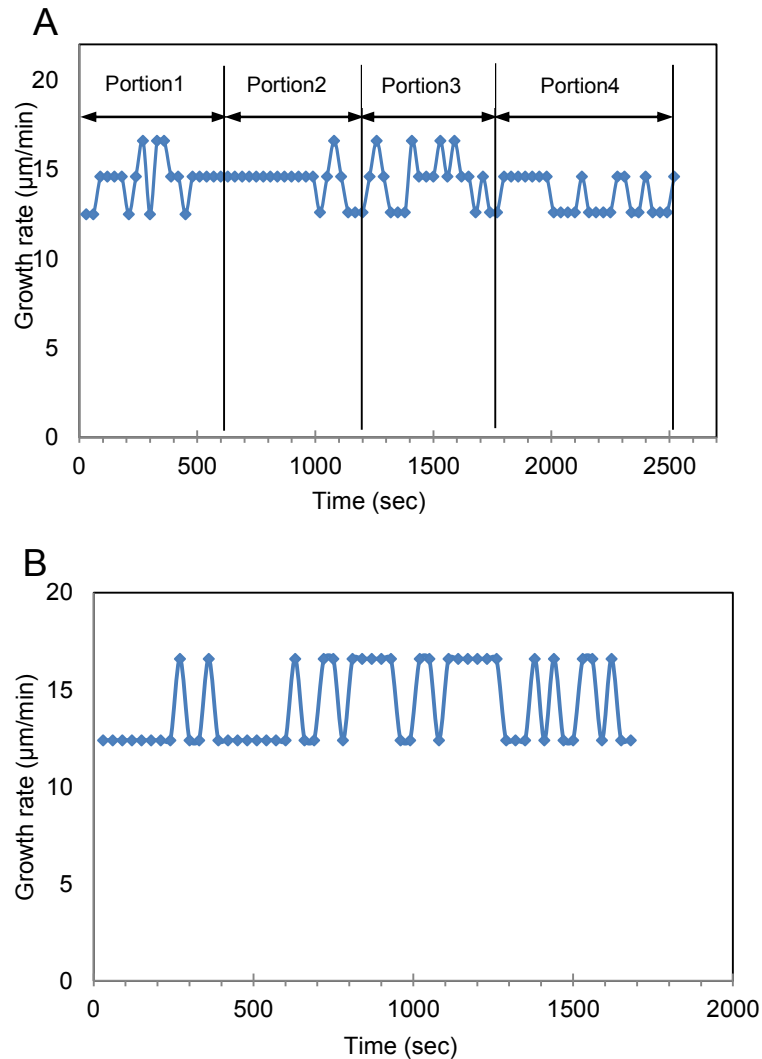 A
Growth rate (μm/min)
20
15
10
5
0
Portion1 Portion2 Portion3 Portion4
0 500 1000 1500 2000 2500
Time (sec)
B
Growth rate (μm/min)
20
15
10
5
0
0 500 1000 1500 2000
Time (sec)